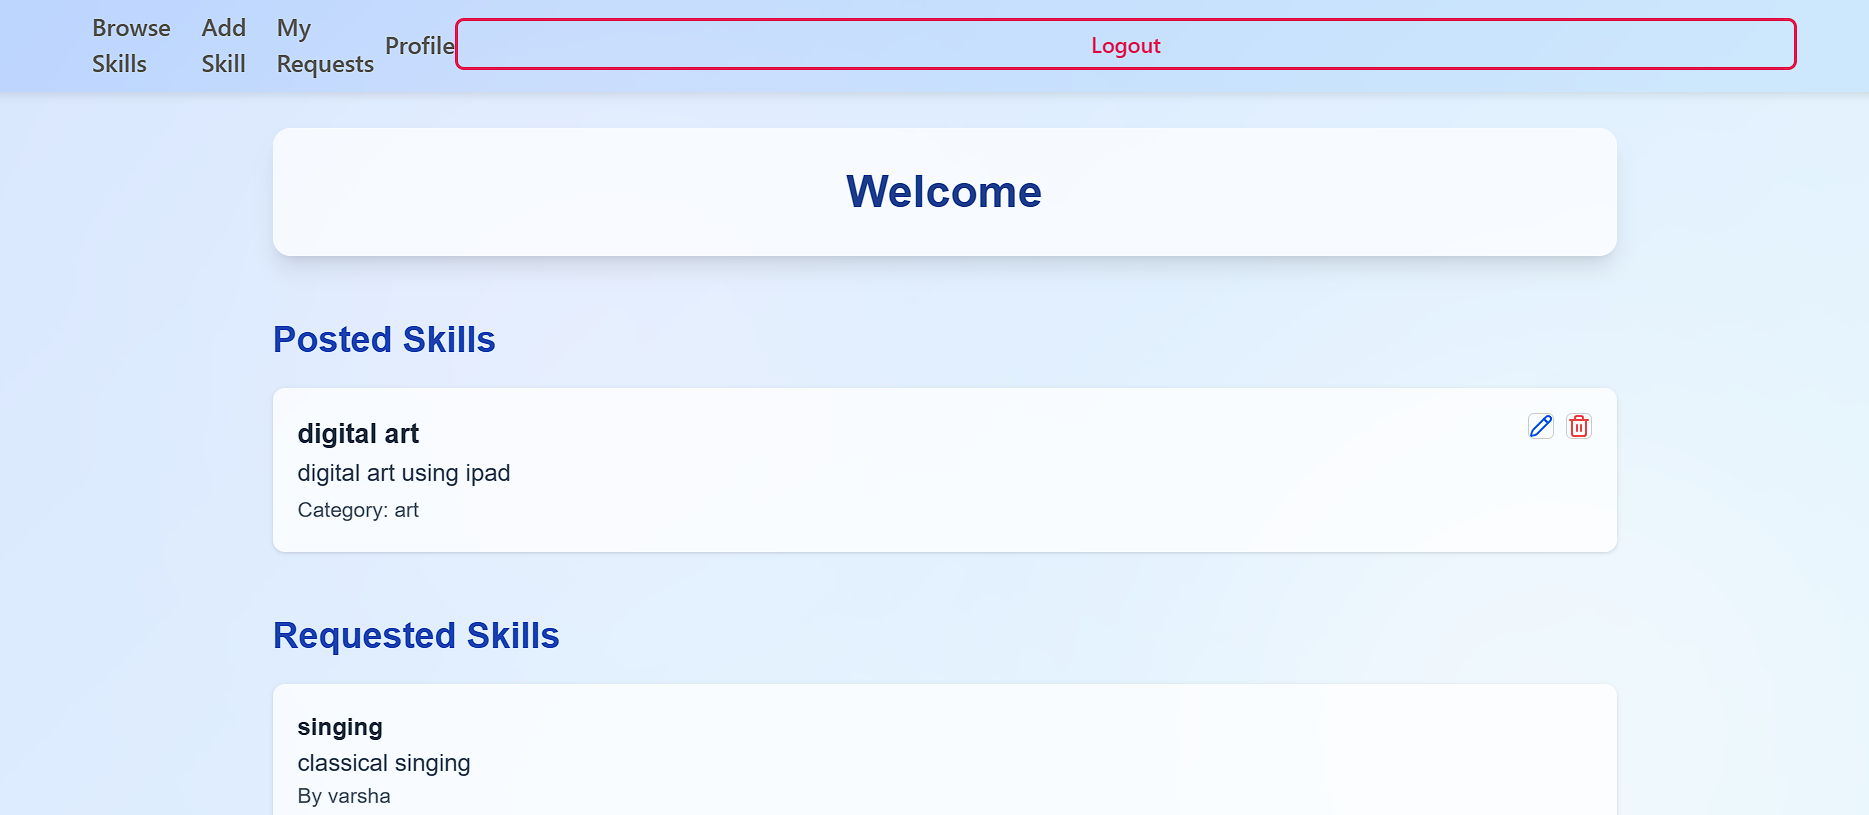 Browse Skills
Add Skill
My Requests
Profile
Logout
Welcome
Posted Skills
digital art
digital art using ipad
Category: art
Requested Skills
singing
classical singing
By varsha